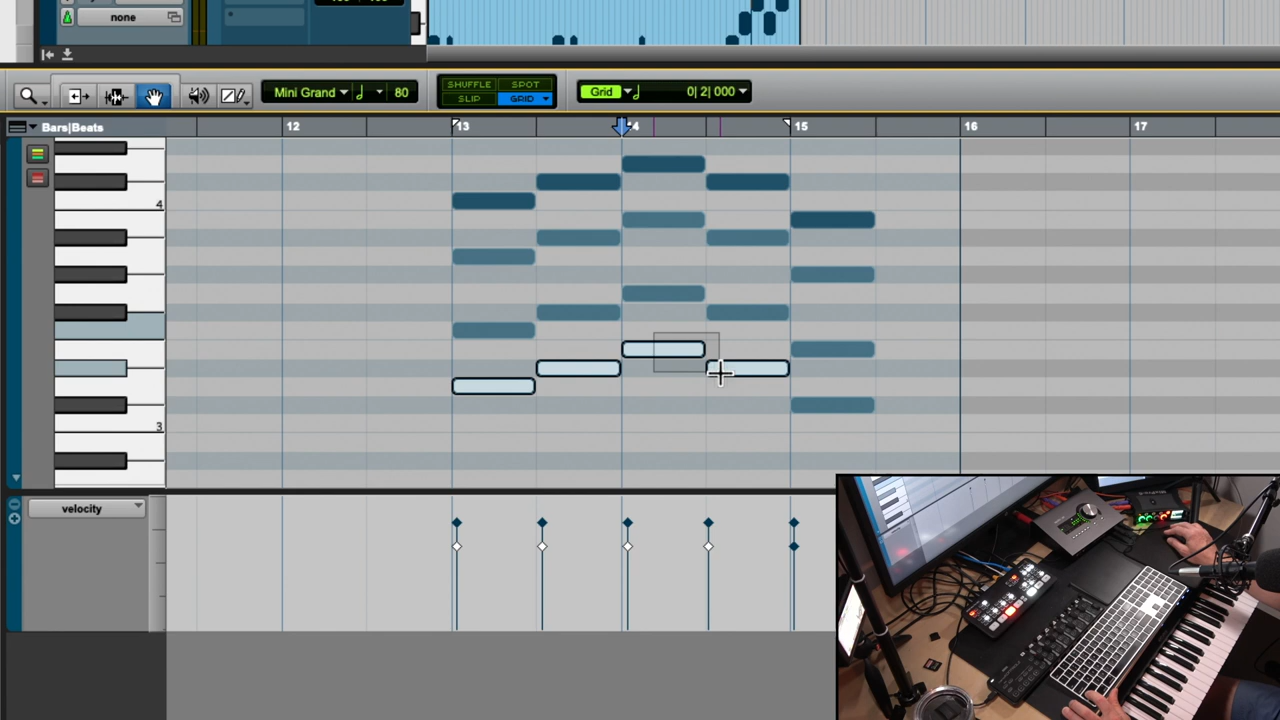 none
Mini Grand
80
SHUFFLE
SPOT
SLIP
GRID
Grid
0| 2| 000
Bars|Beats
12
13
15
16
17
4
3
velocity